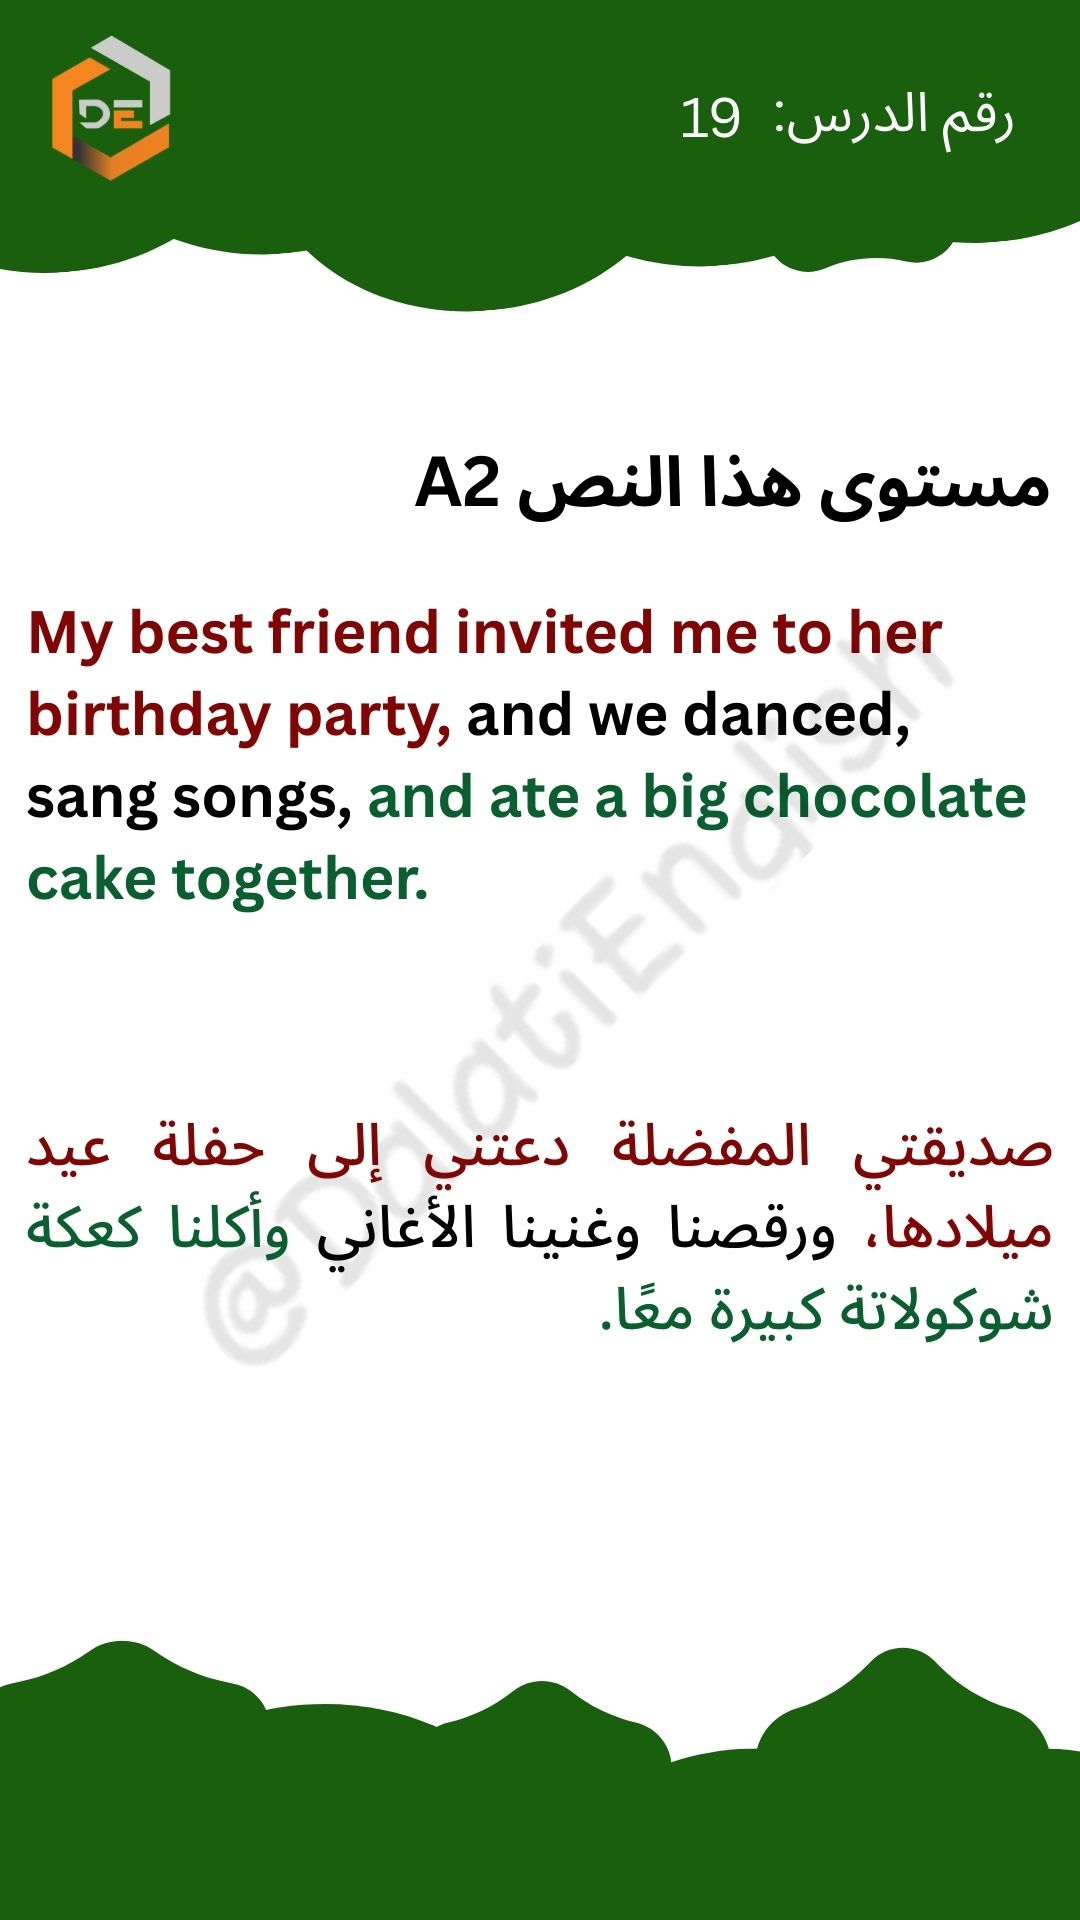 DE
رقم الدرس: 19
مستوى هذا النص A2
My best friend invited me to her
birthday party, and we danced,
sang songs, and ate a big chocolate
cake together.
صديقتي المفضلة دعتني إلى حفلة عيد
ميلادها، ورقصنا وغنينا الأغاني وأكلنا كعكة
شوكولاتة كبيرة معًا.
@DalatiEnglish